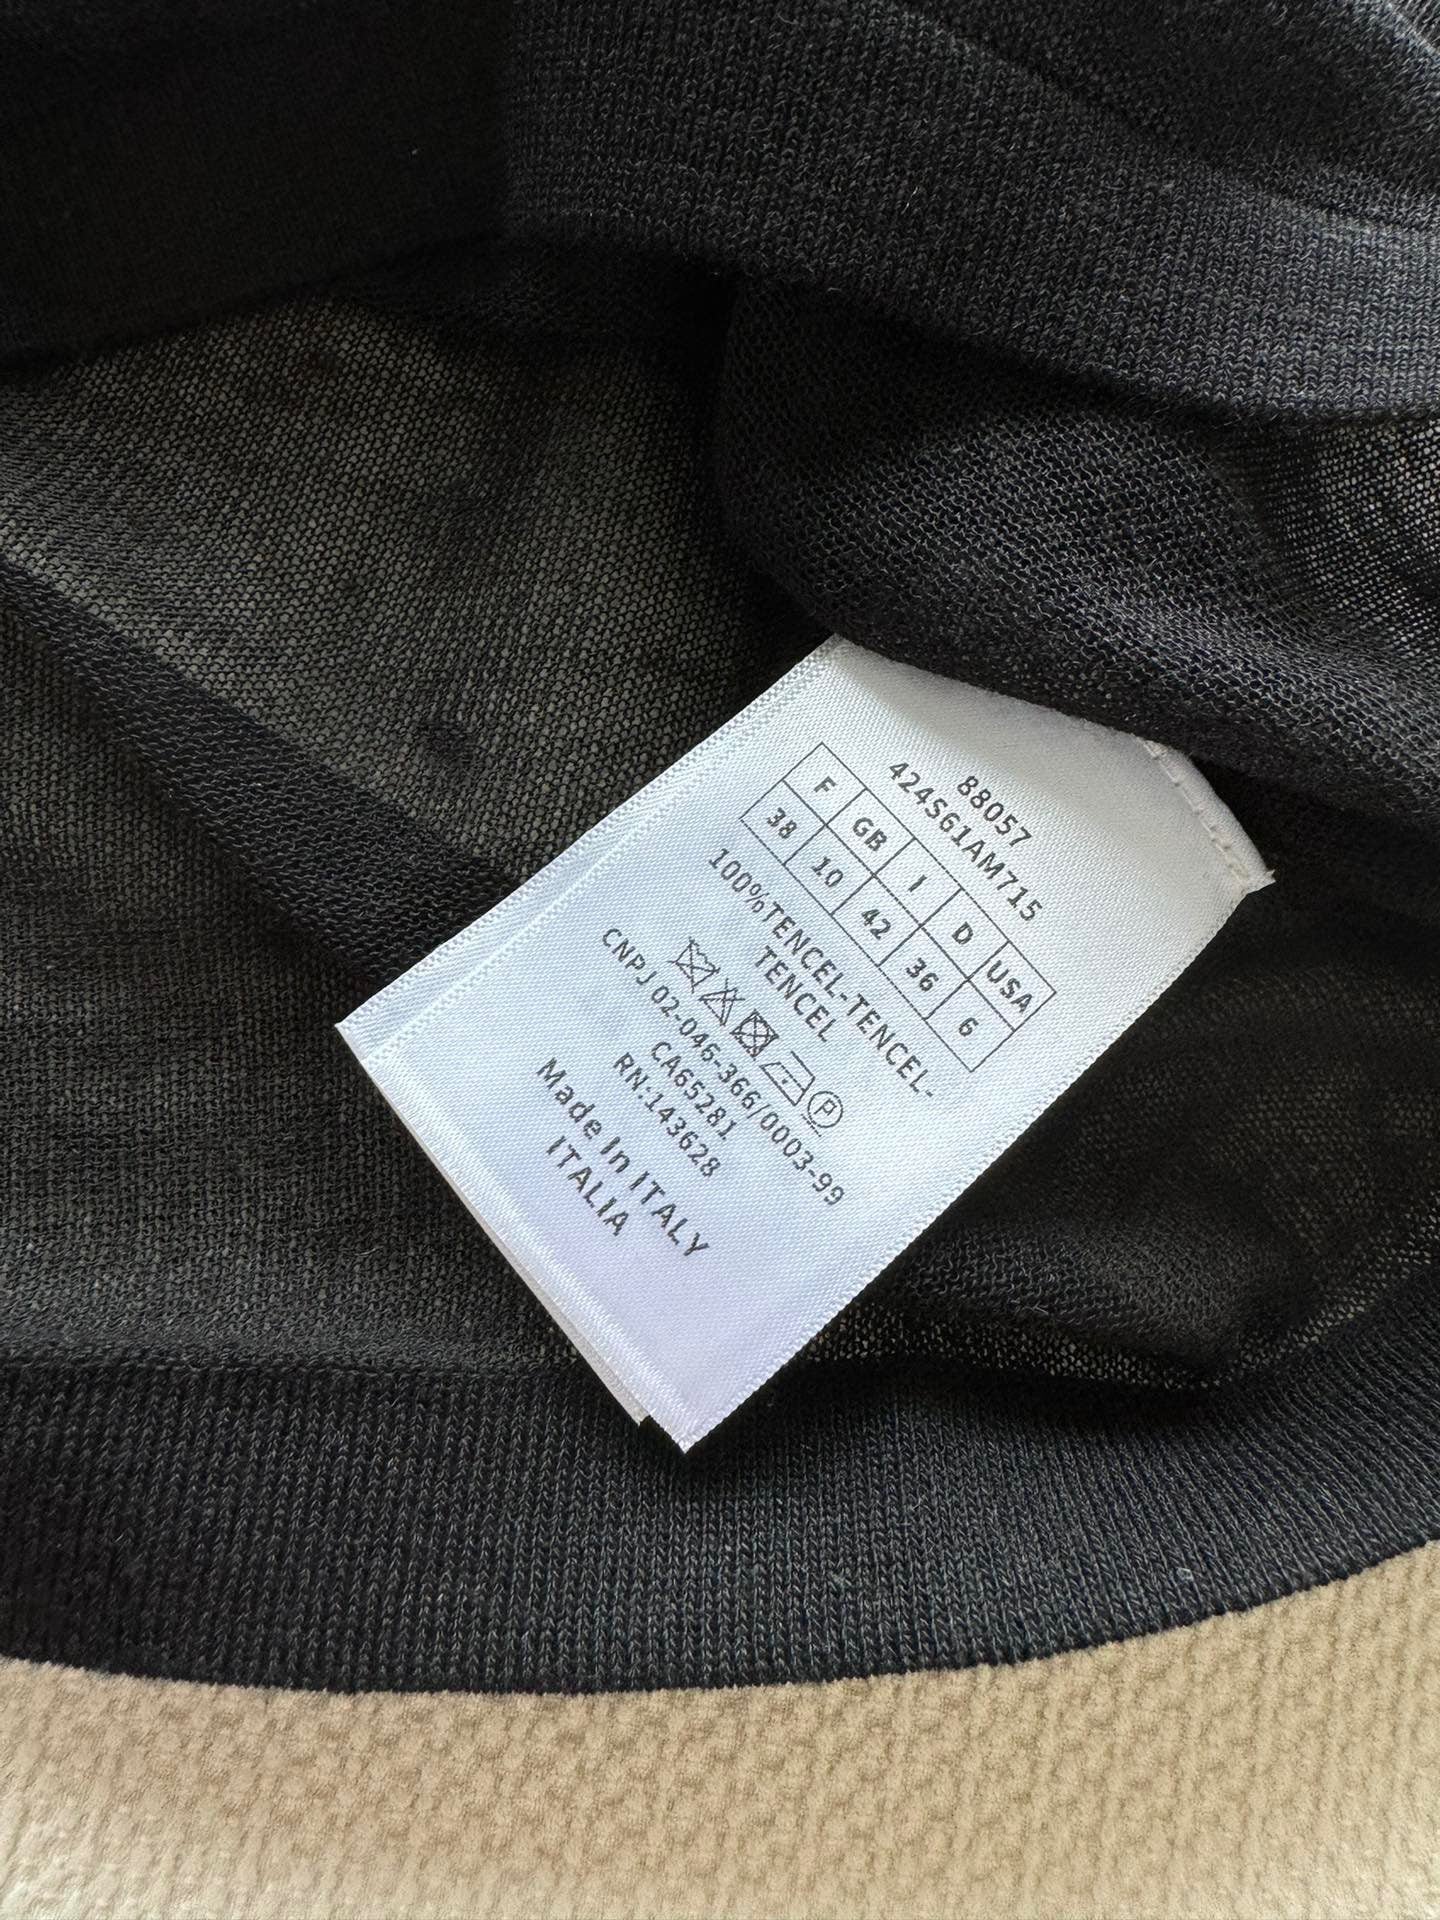 88057
424S61AM715
F GB I D USA
38 10 42 36 6
100%TENCEL-TENCEL-
TENCEL
P
CNPJ 02-046-366/0003-99
CA65281
RN:143628
Made In ITALY
ITALIA